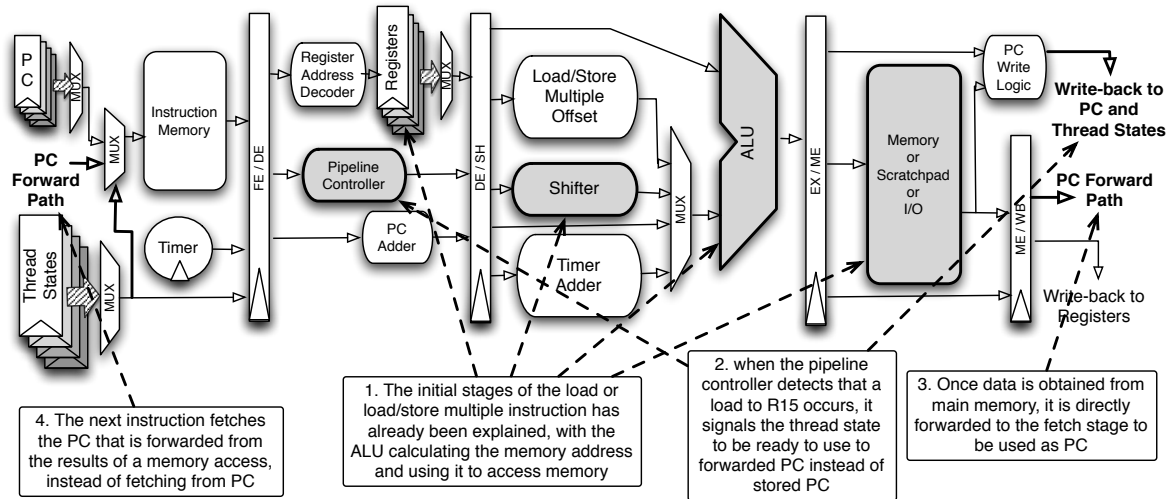 P
C
MUX
MUX
PC
Forward
Path
Thread
States
MUX
Instruction
Memory
Timer
FE / DE
Register
Address
Decoder
Registers
MUX
Pipeline
Controller
PC
Adder
DE / SH
Load/Store
Multiple
Offset
Shifter
Timer
Adder
MUX
ALU
EX / ME
Memory
or
Scratchpad
or
I/O
PC
Write
Logic
Write-back to
PC and
Thread States
ME / WB
PC Forward
Path
Write-back to
Registers
4. The next instruction fetches
the PC that is forwarded from
the results of a memory access,
instead of fetching from PC
1. The initial stages of the load or
load/store multiple instruction has
already been explained, with the
ALU calculating the memory address
and using it to access memory
2. when the pipeline
controller detects that a
load to R15 occurs, it
signals the thread state
to be ready to use to
forwarded PC instead of
stored PC
3. Once data is obtained from
main memory, it is directly
forwarded to the fetch stage to
be used as PC